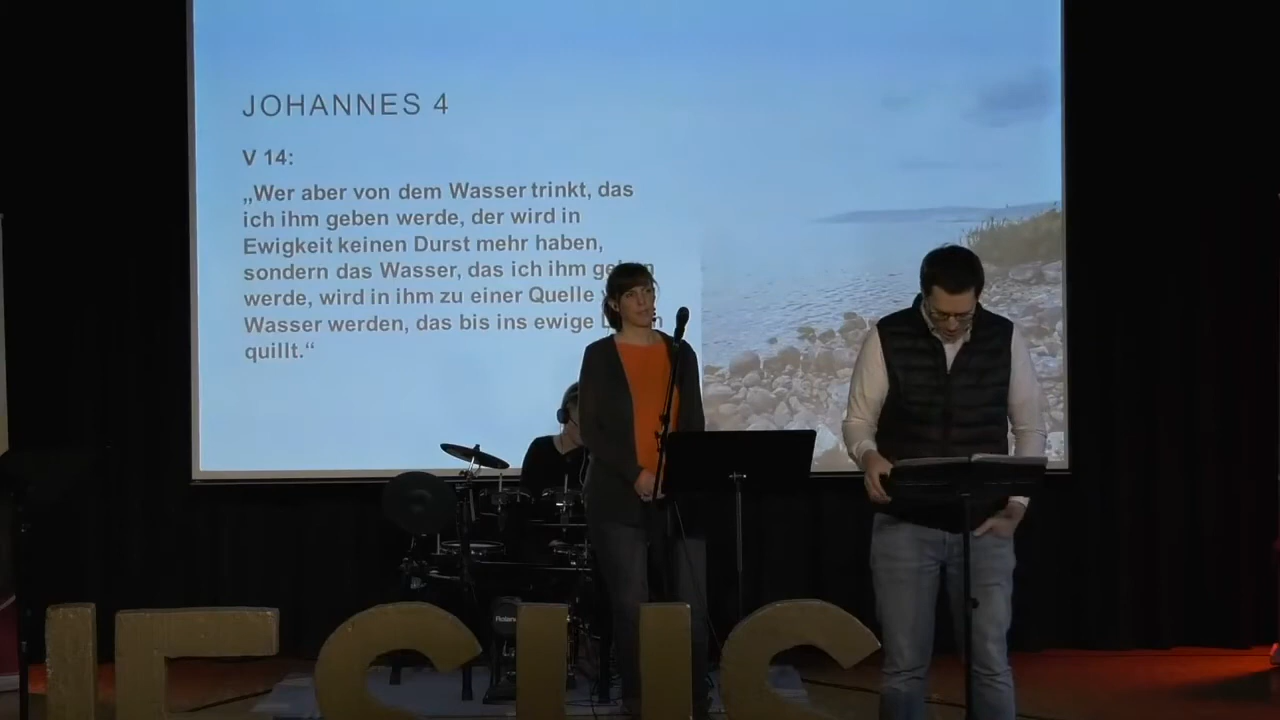 JOHANNES 4
V 14:
„Wer aber von dem Wasser trinkt, das
ich ihm geben werde, der wird in
Ewigkeit keinen Durst mehr haben,
sondern das Wasser, das ich ihm
werde, wird in ihm zu einer Quelle
Wasser werden, das bis ins ewige
quillt.“
Roland
JESUS